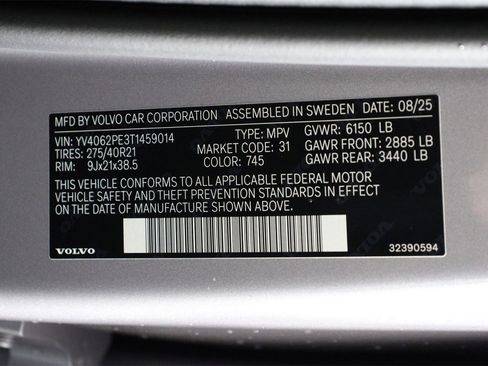 MFD BY VOLVO CAR CORPORATION ASSEMBLED IN SWEDEN DATE: 08/25
VIN: YV4062PE3T1459014 TYPE: MPV GVWR: 6150 LB
TIRES: 275/40R21 MARKET CODE: 31 GAWR FRONT: 2885 LB
RIM: 9Jx21x38.5 COLOR: 745 GAWR REAR: 3440 LB
THIS VEHICLE CONFORMS TO ALL APPLICABLE FEDERAL MOTOR
VEHICLE SAFETY AND THEFT PREVENTION STANDARDS IN EFFECT
ON THE DATE OF MANUFACTURE SHOWN ABOVE.
VOLVO 32390594